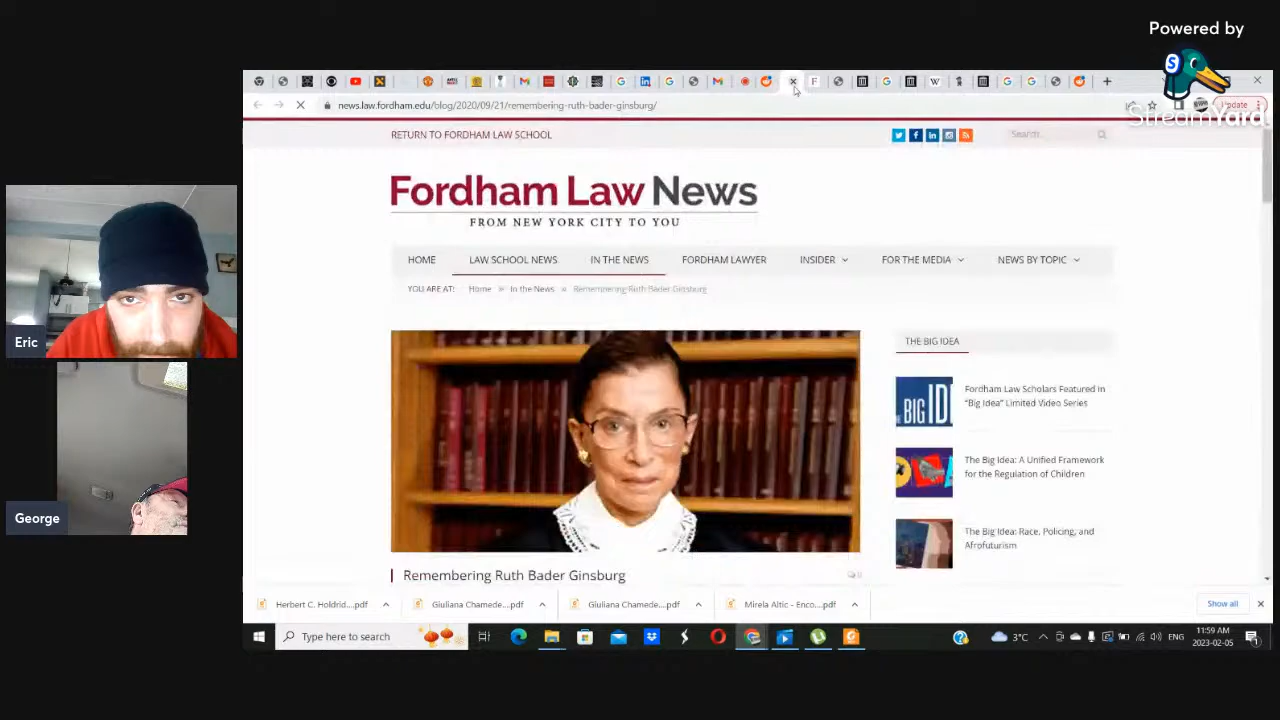 Powered by
StreamYard
news.law.fordham.edu/blog/2020/09/21/remembering-ruth-bader-ginsburg/
Update
RETURN TO FORDHAM LAW SCHOOL
Search...
Fordham Law News
FROM NEW YORK CITY TO YOU
HOME LAW SCHOOL NEWS IN THE NEWS FORDHAM LAWYER INSIDER FOR THE MEDIA NEWS BY TOPIC
YOU ARE AT: Home » In the News » Remembering Ruth Bader Ginsburg
THE BIG IDEA
BIG ID
Fordham Law Scholars Featured in
"Big Idea" Limited Video Series
The Big Idea: A Unified Framework
for the Regulation of Children
The Big Idea: Race, Policing, and
Afrofuturism
Remembering Ruth Bader Ginsburg
0
Eric
George
Herbert C. Holdrid....pdf
Giuliana Chamede....pdf
Giuliana Chamede....pdf
Mirela Altic - Enco....pdf
Show all
Type here to search
3°C
ENG
11:59 AM
2023-02-05